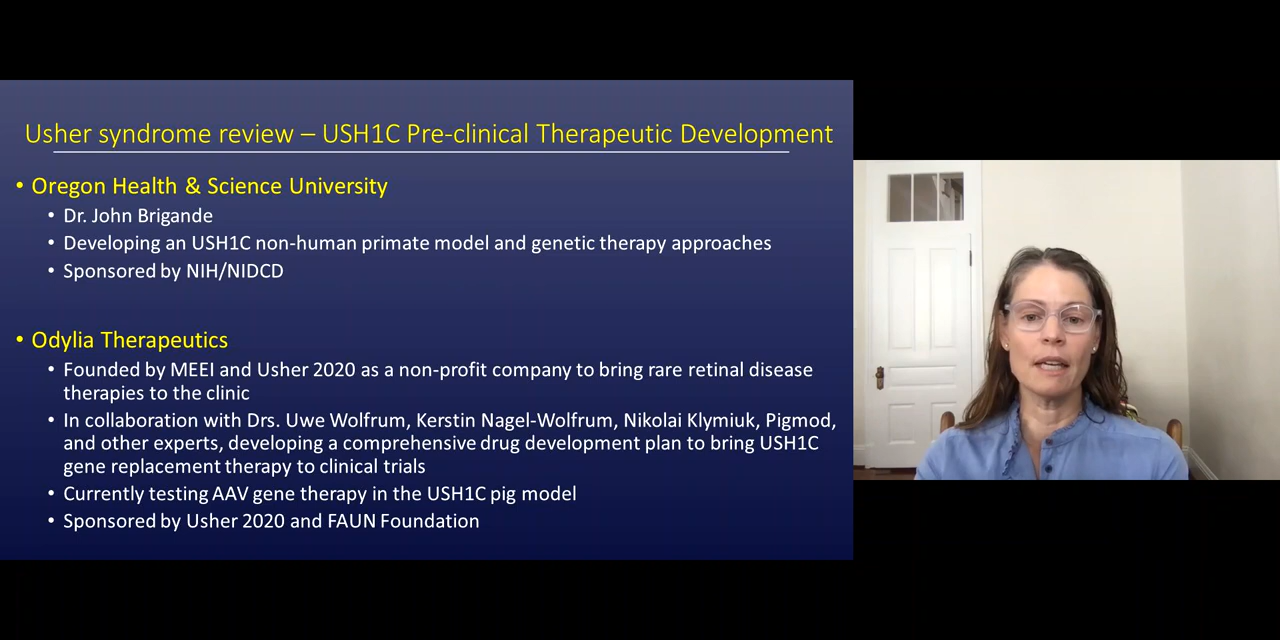 Usher syndrome review – USH1C Pre-clinical Therapeutic Development
• Oregon Health & Science University
• Dr. John Brigande
• Developing an USH1C non-human primate model and genetic therapy approaches
• Sponsored by NIH/NIDCD
• Odylia Therapeutics
• Founded by MEEI and Usher 2020 as a non-profit company to bring rare retinal disease
therapies to the clinic
• In collaboration with Drs. Uwe Wolfrum, Kerstin Nagel-Wolfrum, Nikolai Klymiuk, Pigmod,
and other experts, developing a comprehensive drug development plan to bring USH1C
gene replacement therapy to clinical trials
• Currently testing AAV gene therapy in the USH1C pig model
• Sponsored by Usher 2020 and FAUN Foundation